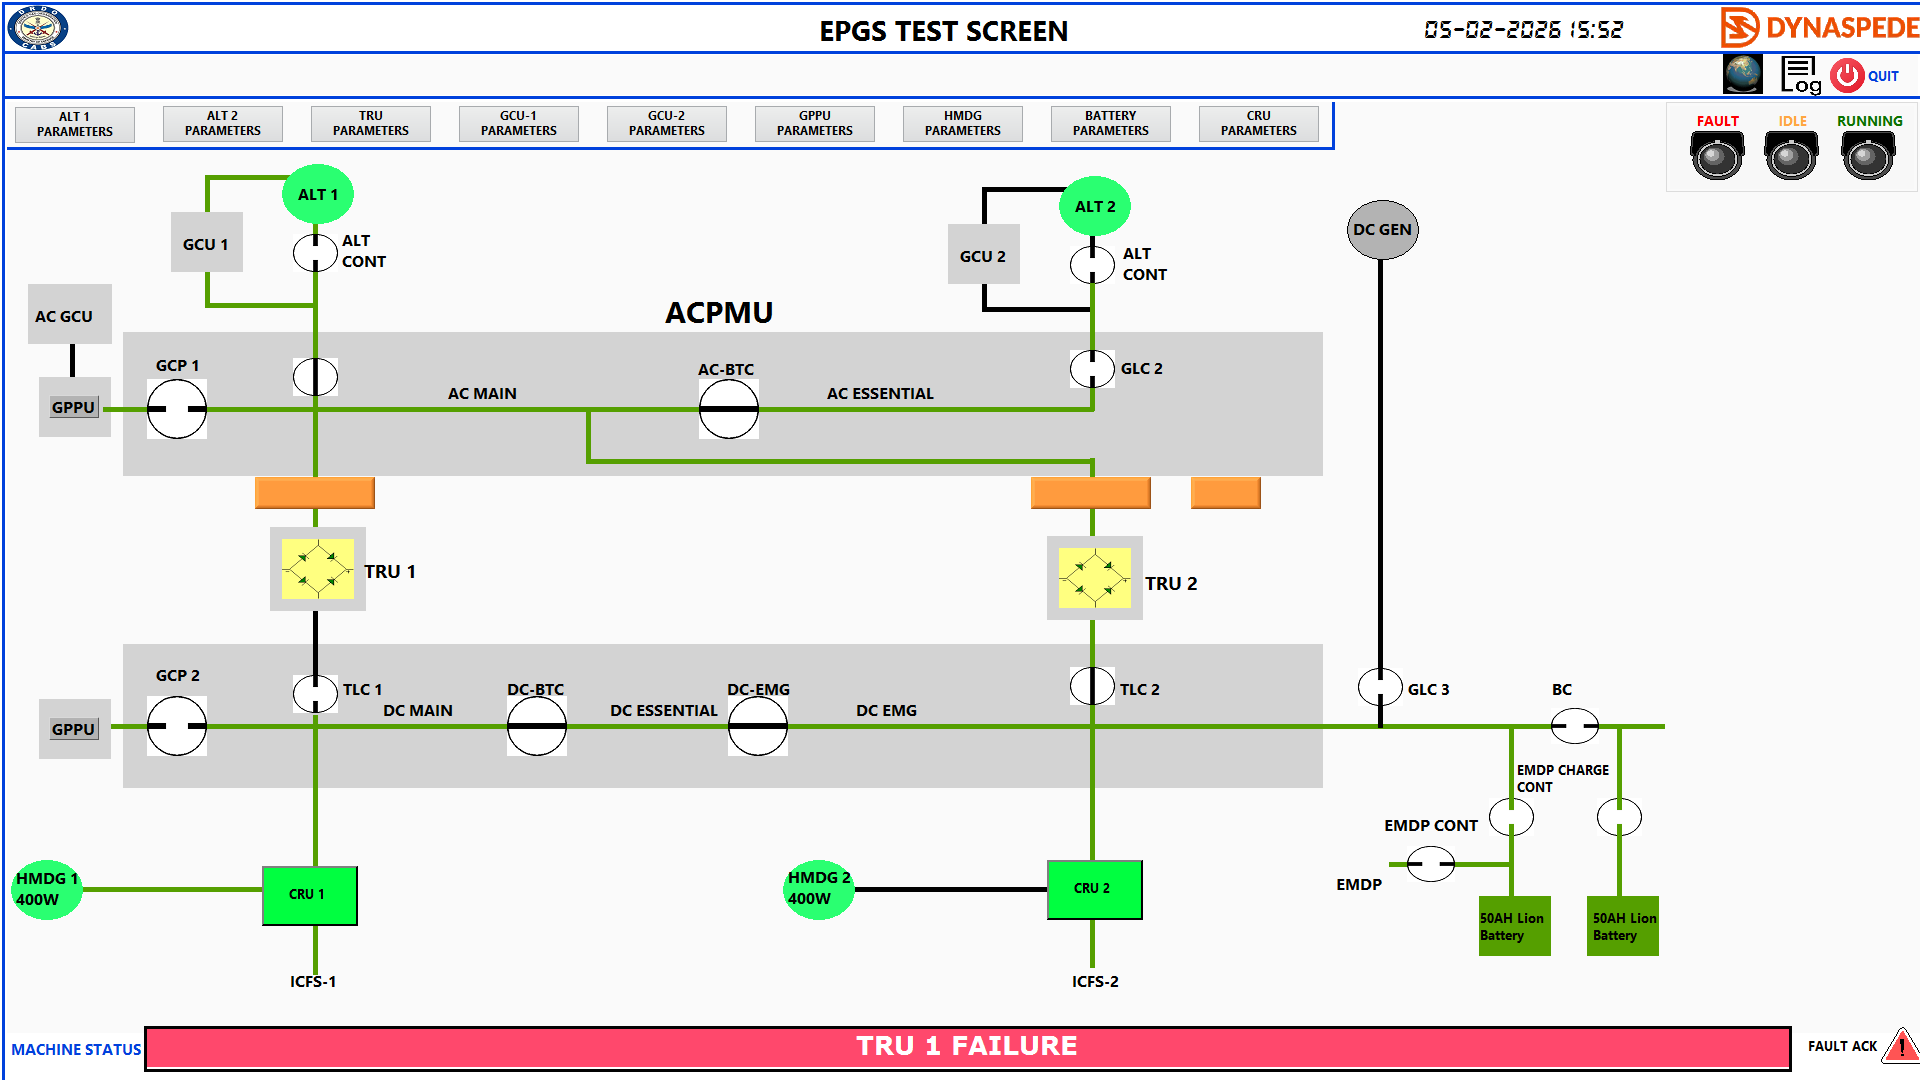 DRDO
CABS
EPGS TEST SCREEN
05-02-2026 15:52
DYNASPEDE
Log
QUIT
ALT 1
PARAMETERS
ALT 2
PARAMETERS
TRU
PARAMETERS
GCU-1
PARAMETERS
GCU-2
PARAMETERS
GPPU
PARAMETERS
HMDG
PARAMETERS
BATTERY
PARAMETERS
CRU
PARAMETERS
FAULT
IDLE
RUNNING
ALT 1
GCU 1
ALT
CONT
ALT 2
GCU 2
ALT
CONT
DC GEN
AC GCU
ACPMU
GCP 1
AC-BTC
GLC 2
GPPU
AC MAIN
AC ESSENTIAL
TRU 1
TRU 2
GCP 2
TLC 1
DC-BTC
DC-EMG
TLC 2
GLC 3
BC
DC MAIN
DC ESSENTIAL
DC EMG
GPPU
EMDP CHARGE
CONT
EMDP CONT
EMDP
HMDG 1
400W
CRU 1
HMDG 2
400W
CRU 2
50AH Lion
Battery
50AH Lion
Battery
ICFS-1
ICFS-2
MACHINE STATUS
TRU 1 FAILURE
FAULT ACK